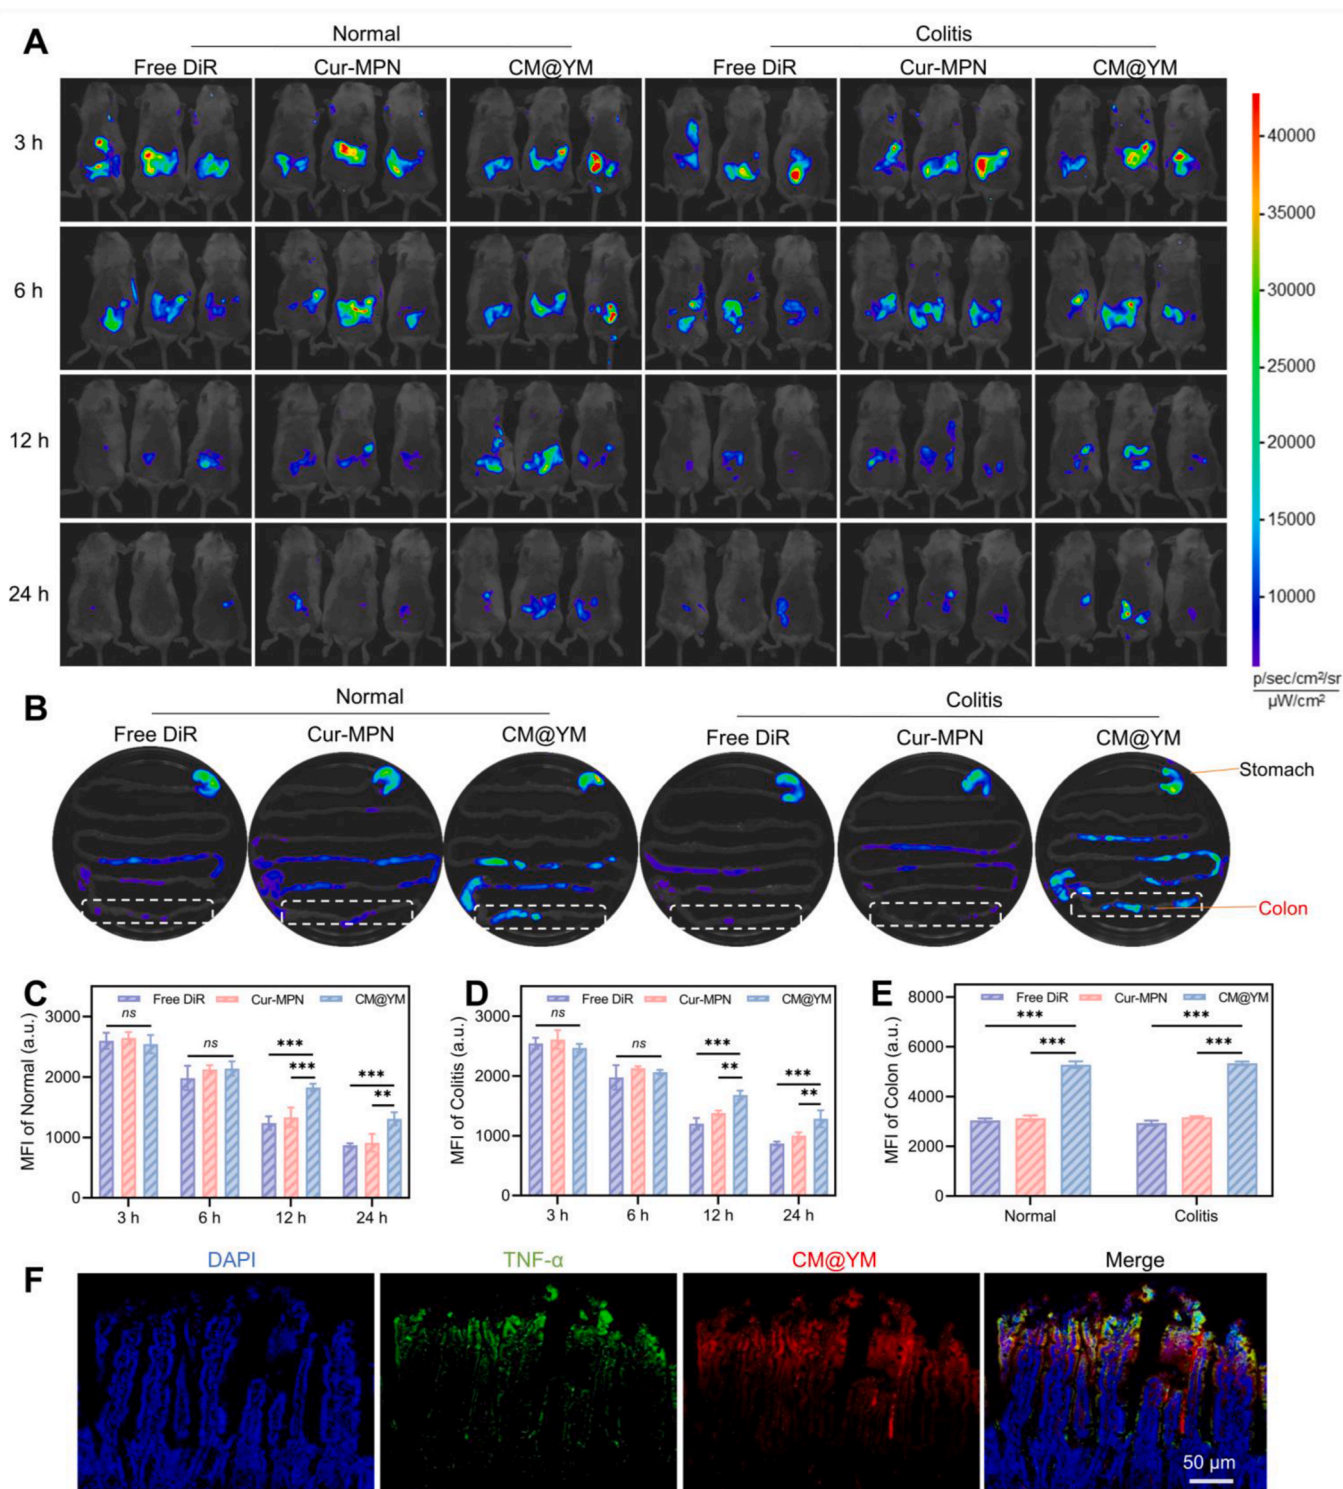 A
Normal
Colitis
Free DiR
Cur-MPN
CM@YM
Free DiR
Cur-MPN
CM@YM
3 h
6 h
12 h
24 h
40000
35000
30000
25000
20000
15000
10000
p/sec/cm²/sr
μW/cm²
B
Normal
Colitis
Free DiR
Cur-MPN
CM@YM
Free DiR
Cur-MPN
CM@YM
Stomach
Colon
C
Free DiR
Cur-MPN
CM@YM
MFI of Normal (a.u.)
3000
2000
1000
0
ns
ns
***
***
***
**
3 h
6 h
12 h
24 h
D
Free DiR
Cur-MPN
CM@YM
MFI of Colitis (a.u.)
3000
2000
1000
0
ns
ns
***
**
***
**
3 h
6 h
12 h
24 h
E
Free DiR
Cur-MPN
CM@YM
MFI of Colon (a.u.)
8000
6000
4000
2000
0
***
***
***
***
Normal
Colitis
F
DAPI
TNF-α
CM@YM
Merge
50 μm